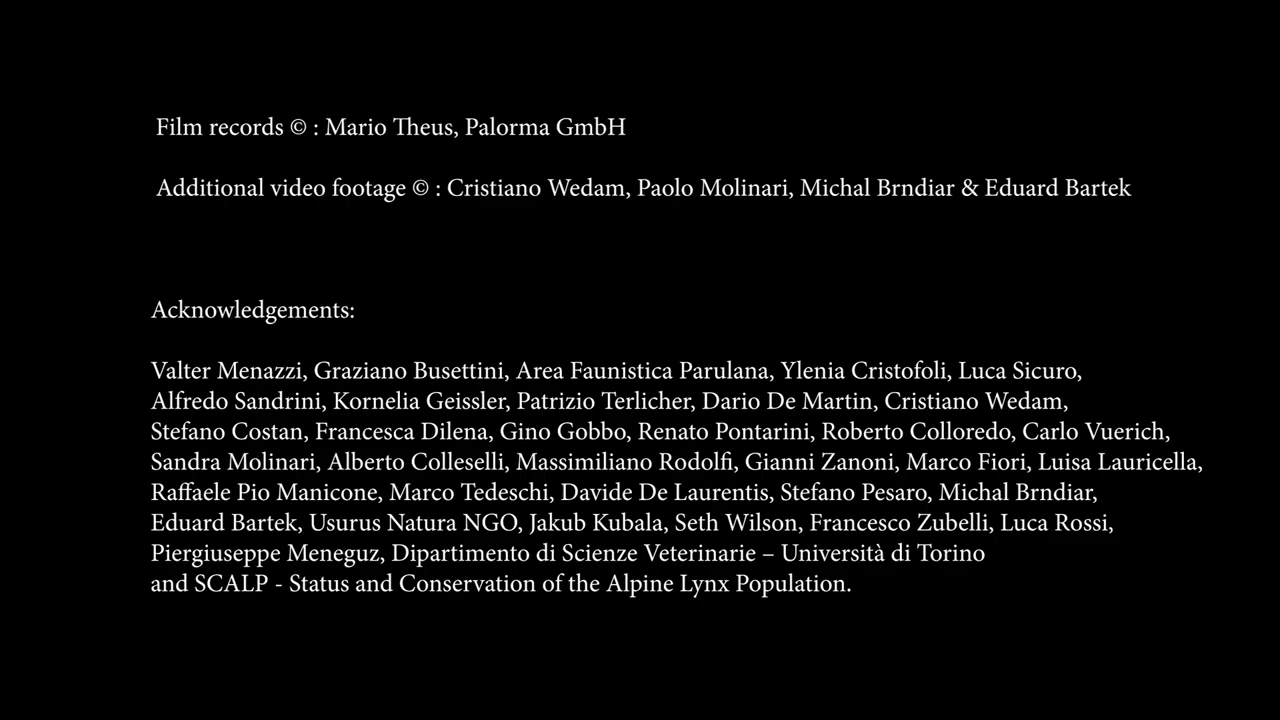 Film records © : Mario Theus, Palorma GmbH
Additional video footage © : Cristiano Wedam, Paolo Molinari, Michal Brndiar & Eduard Bartek
Acknowledgements:
Valter Menazzi, Graziano Busettini, Area Faunistica Parulana, Ylenia Cristofoli, Luca Sicuro,
Alfredo Sandrini, Kornelia Geissler, Patrizio Terlicher, Dario De Martin, Cristiano Wedam,
Stefano Costan, Francesca Dilena, Gino Gobbo, Renato Pontarini, Roberto Colloredo, Carlo Vuerich,
Sandra Molinari, Alberto Colleselli, Massimiliano Rodolfi, Gianni Zanoni, Marco Fiori, Luisa Lauricella,
Raffaele Pio Manicone, Marco Tedeschi, Davide De Laurentis, Stefano Pesaro, Michal Brndiar,
Eduard Bartek, Usurus Natura NGO, Jakub Kubala, Seth Wilson, Francesco Zubelli, Luca Rossi,
Piergiuseppe Meneguz, Dipartimento di Scienze Veterinarie – Università di Torino
and SCALP - Status and Conservation of the Alpine Lynx Population.